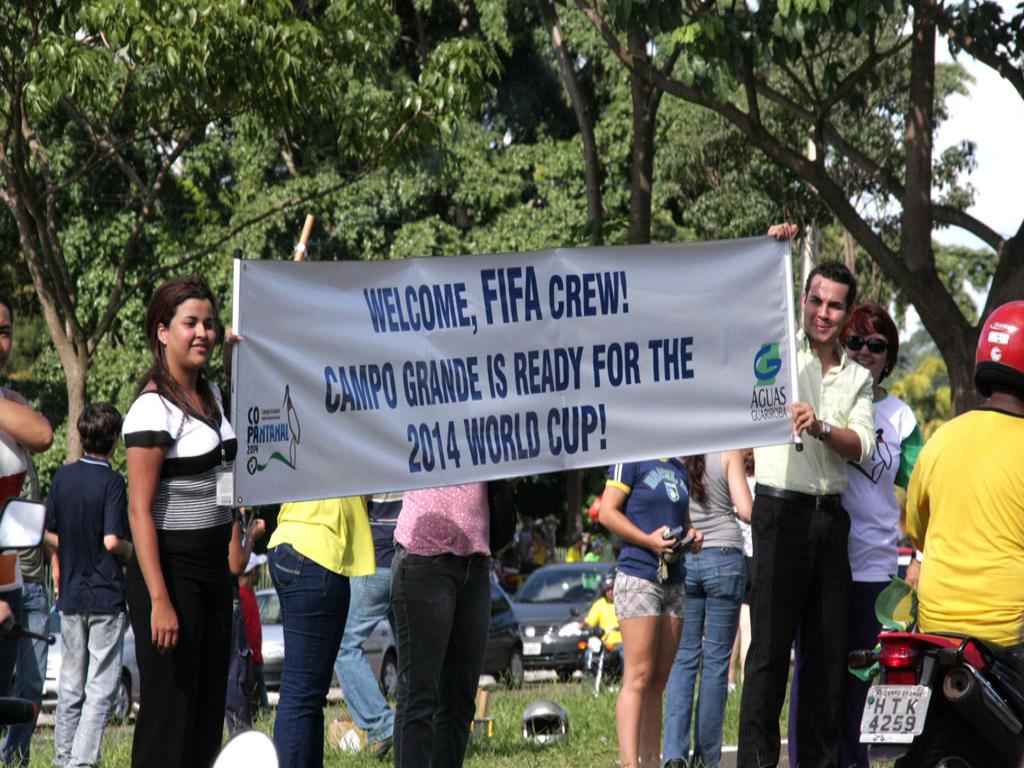 WELCOME, FIFA CREW!
CAMPO GRANDE IS READY FOR THE
2014 WORLD CUP!
CO
PANTANAL
2014
ÁGUAS
GUARIROBA
HTK
4259